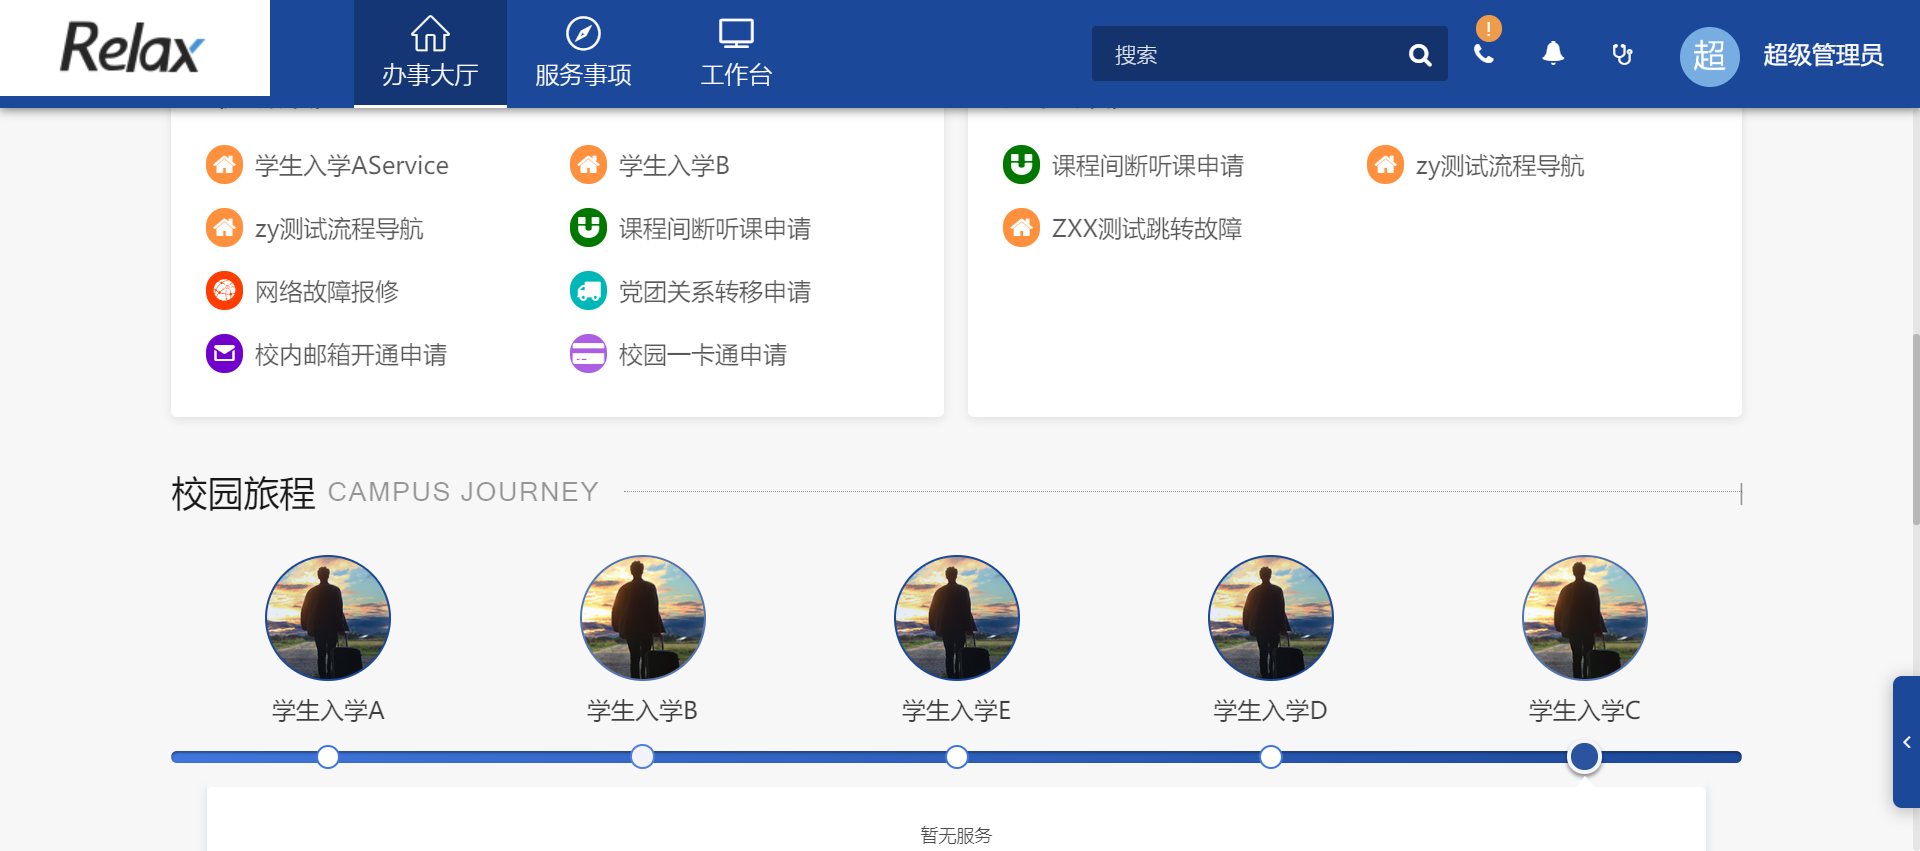 Relax
办事大厅
服务事项
工作台
搜索
!
超
超级管理员
学生入学AService
学生入学B
课程间断听课申请
zy测试流程导航
zy测试流程导航
课程间断听课申请
ZXX测试跳转故障
网络故障报修
党团关系转移申请
校内邮箱开通申请
校园一卡通申请
校园旅程 CAMPUS JOURNEY
学生入学A
学生入学B
学生入学E
学生入学D
学生入学C
暂无服务